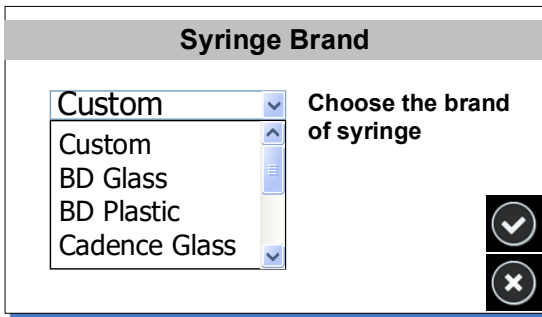 Syringe Brand
Custom
Choose the brand
of syringe
Custom
BD Glass
BD Plastic
Cadence Glass